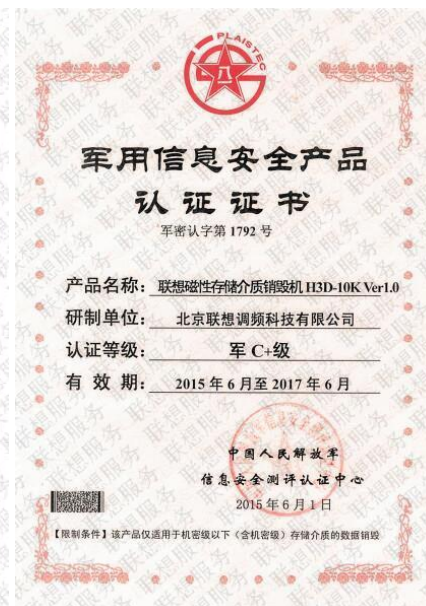 PLAISTEC
八一
军用信息安全产品
认证证书
军密认字第 1792 号
产品名称： 联想磁性存储介质销毁机 H3D-10K Ver1.0
研制单位： 北京联想调频科技有限公司
认证等级： 军 C+级
有 效 期： 2015 年 6 月至 2017 年 6 月
中国人民解放军
信息安全测评认证中心
2015 年 6 月 1 日
【限制条件】该产品仅适用于机密级以下（含机密级）存储介质的数据销毁
联想服务